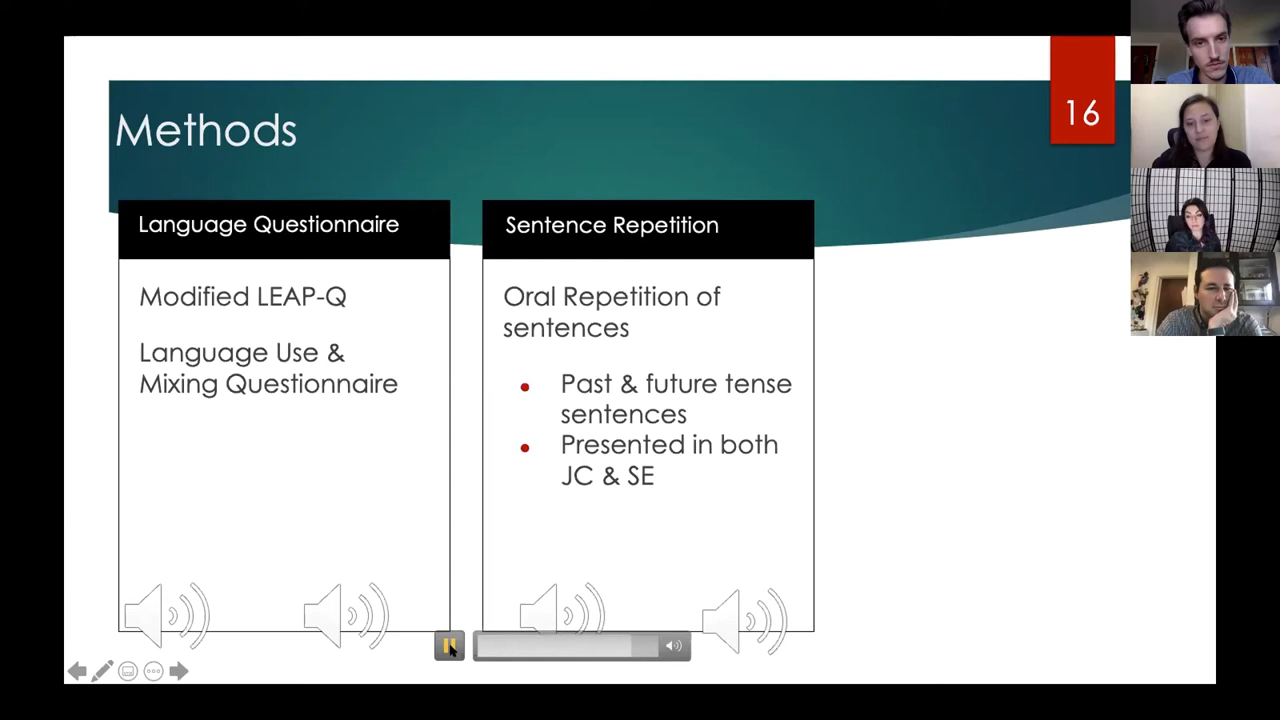 Methods
16
Language Questionnaire
Modified LEAP-Q
Language Use &
Mixing Questionnaire
Sentence Repetition
Oral Repetition of
sentences
Past & future tense
sentences
Presented in both
JC & SE